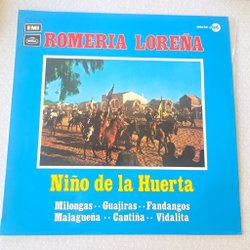 EMI
ROMERIA LOREÑA
Niño de la Huerta
Milongas - - Guajiras - - Fandangos
Malagueña - - Cantiña - - Vidalita